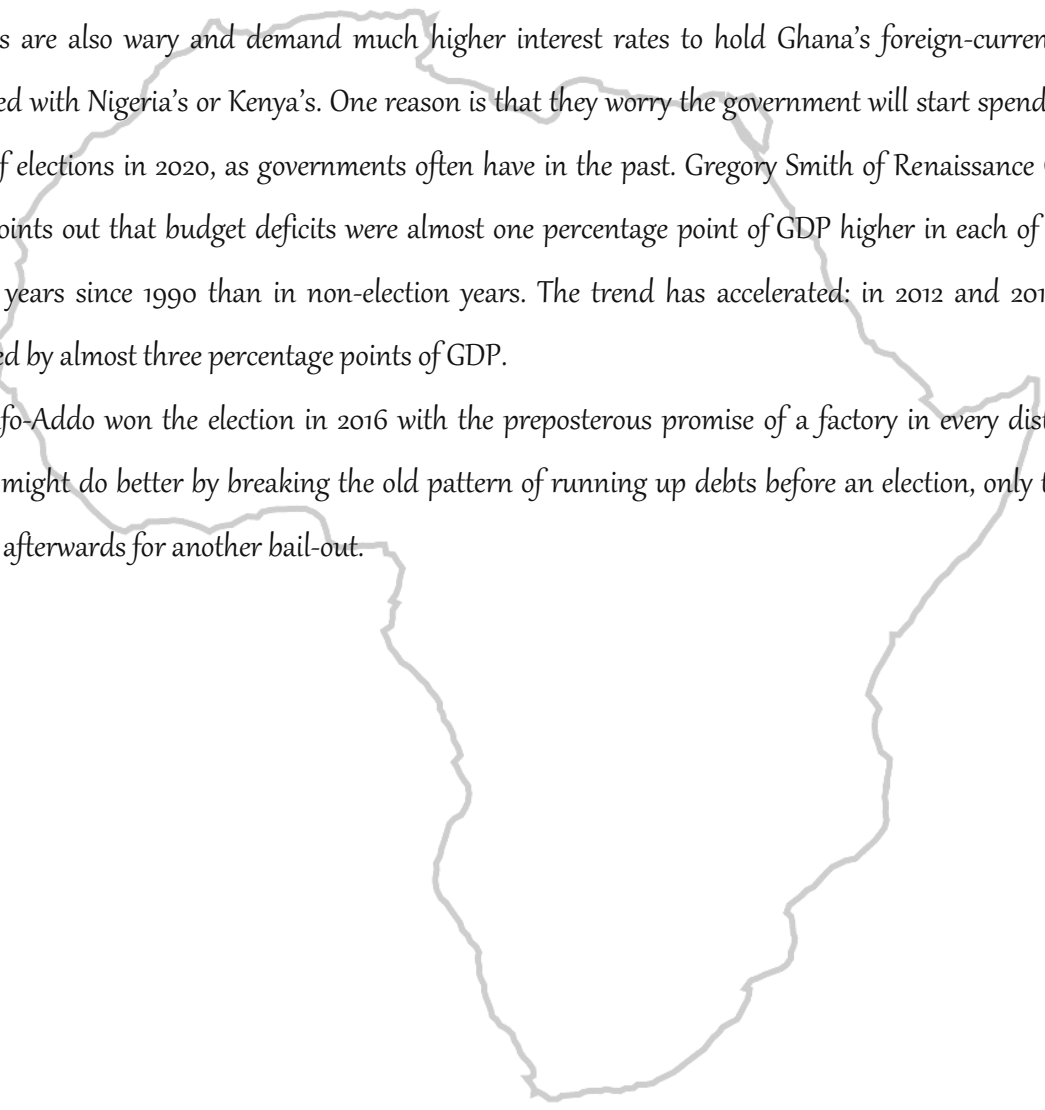 s are also wary and demand much higher interest rates to hold Ghana's foreign-curren
ed with Nigeria's or Kenya's. One reason is that they worry the government will start spend
f elections in 2020, as governments often have in the past. Gregory Smith of Renaissance
oints out that budget deficits were almost one percentage point of GDP higher in each of
years since 1990 than in non-election years. The trend has accelerated: in 2012 and 201
ed by almost three percentage points of GDP.
fo-Addo won the election in 2016 with the preposterous promise of a factory in every dis
might do better by breaking the old pattern of running up debts before an election, only t
afterwards for another bail-out.